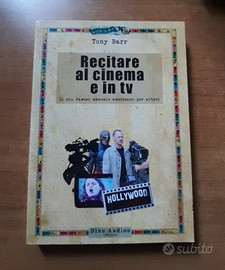 Tony Barr
Recitare
al cinema
e in tv
Il più famoso manuale americano per attori
HOLLYWOOD
Dino Audino
editore
subito